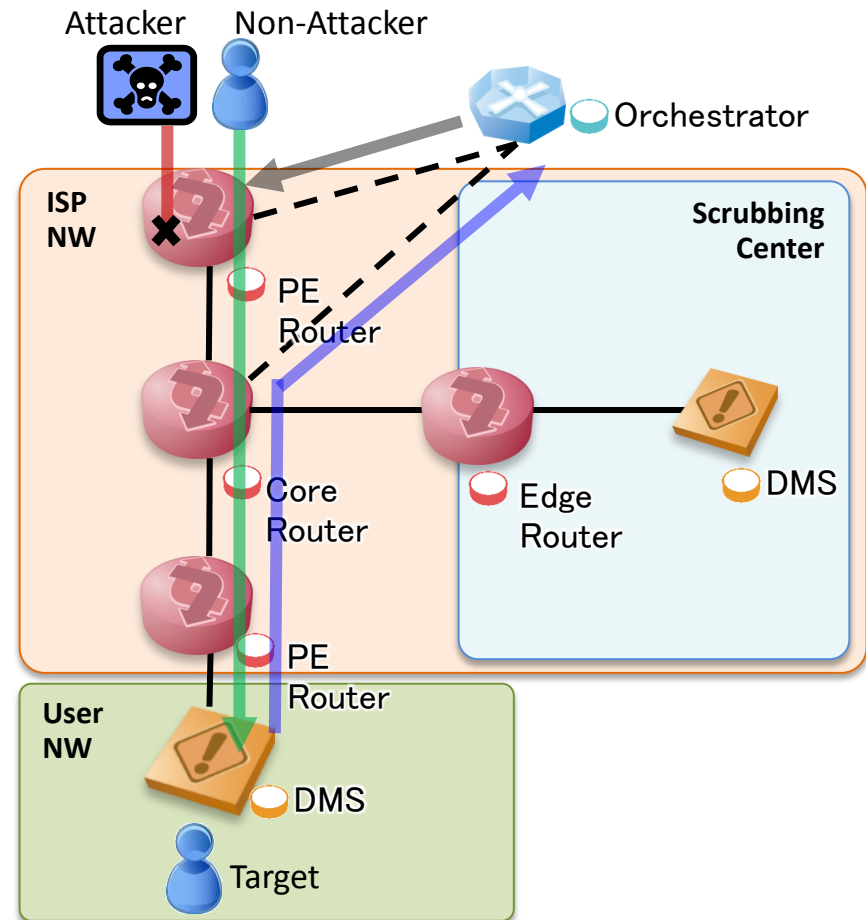 Attacker
Non-Attacker
Orchestrator
ISP
NW
Scrubbing
Center
PE
Router
Core
Router
Edge
Router
DMS
PE
Router
User
NW
DMS
Target